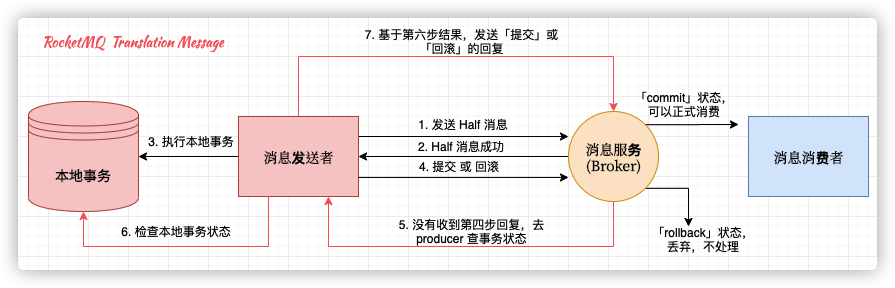 RocketMQ Translation Message
7. 基于第六步结果，发送「提交」或
「回滚」的回复
「commit」状态，
可以正式消费
1. 发送 Half 消息
3. 执行本地事务
消息发送者
2. Half 消息成功
消息服务
(Broker)
消息消费者
本地事务
4. 提交 或 回滚
5. 没有收到第四步回复，去
producer 查事务状态
6. 检查本地事务状态
「rollback」状态，
丢弃，不处理